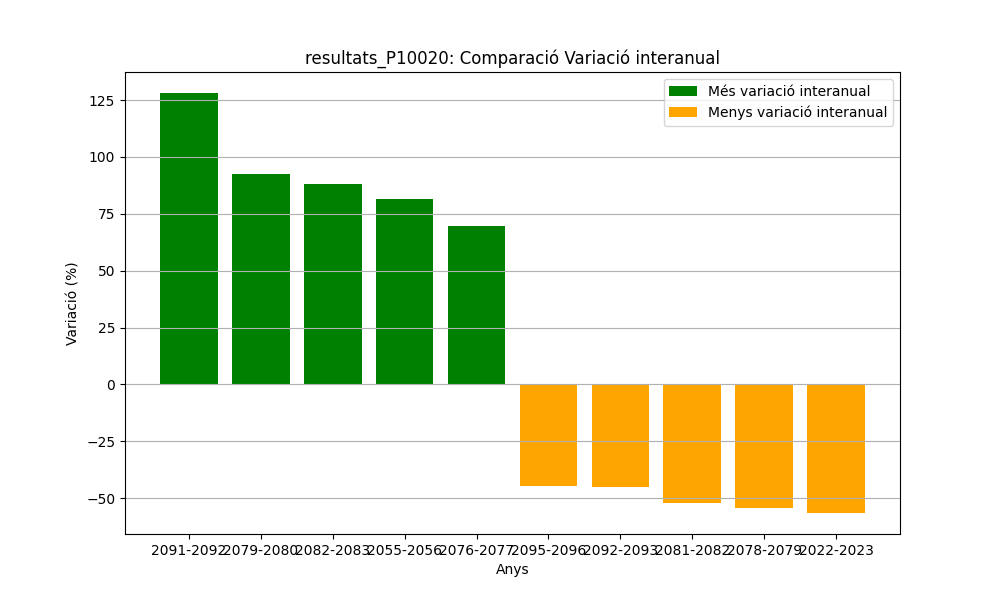 resultats_P10020: Comparació Variació interanual
Més variació interanual
Menys variació interanual
Variació (%)
125
100
75
50
25
0
−25
−50
2091-2092 2079-2080 2082-2083 2055-2056 2076-2077 2095-2096 2092-2093 2081-2082 2078-2079 2022-2023
Anys